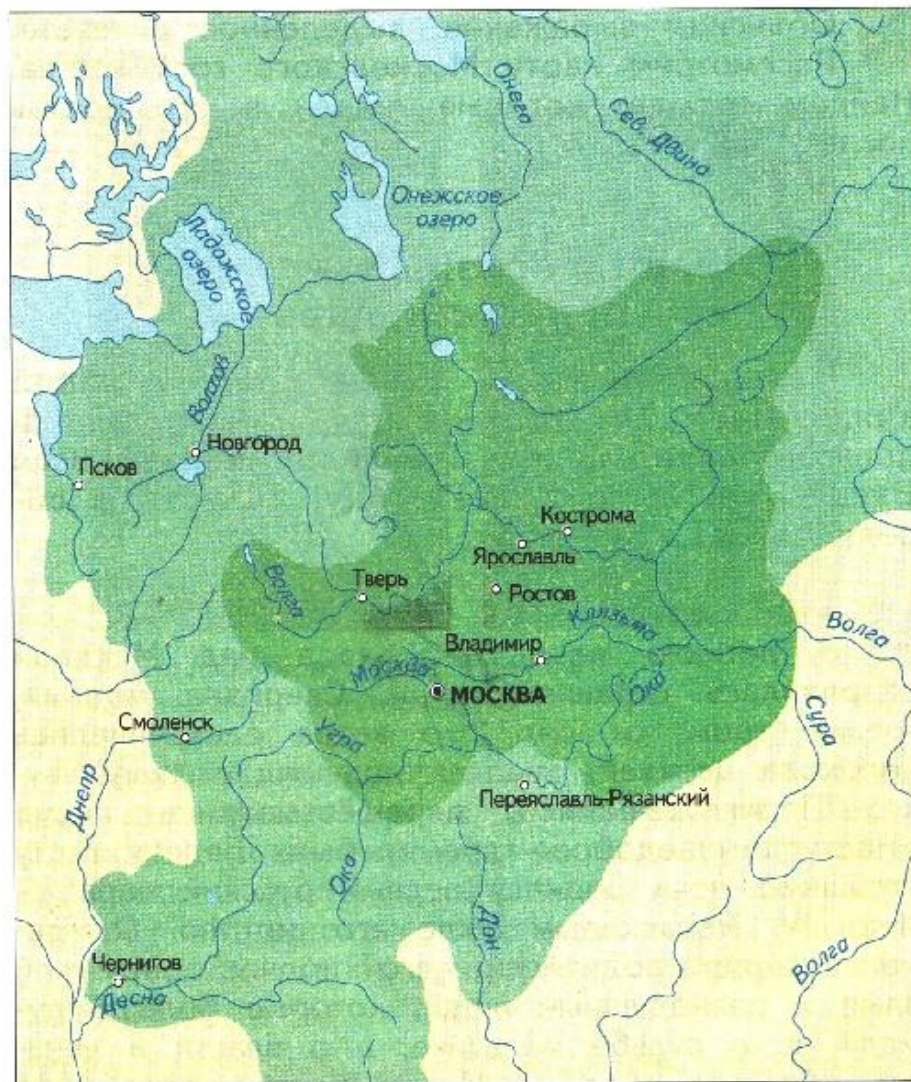 Онега
Сев. Двина
Онежское
озеро
Ладожское
озеро
Волхов
Новгород
Псков
Кострома
Ярославль
Тверь
Ростов
Волга
Клязьма
Владимир
Волга
Москва
МОСКВА
Ока
Сура
Смоленск
Угра
Переяславль-Рязанский
Днепр
Ока
Дон
Чернигов
Десна
Волга